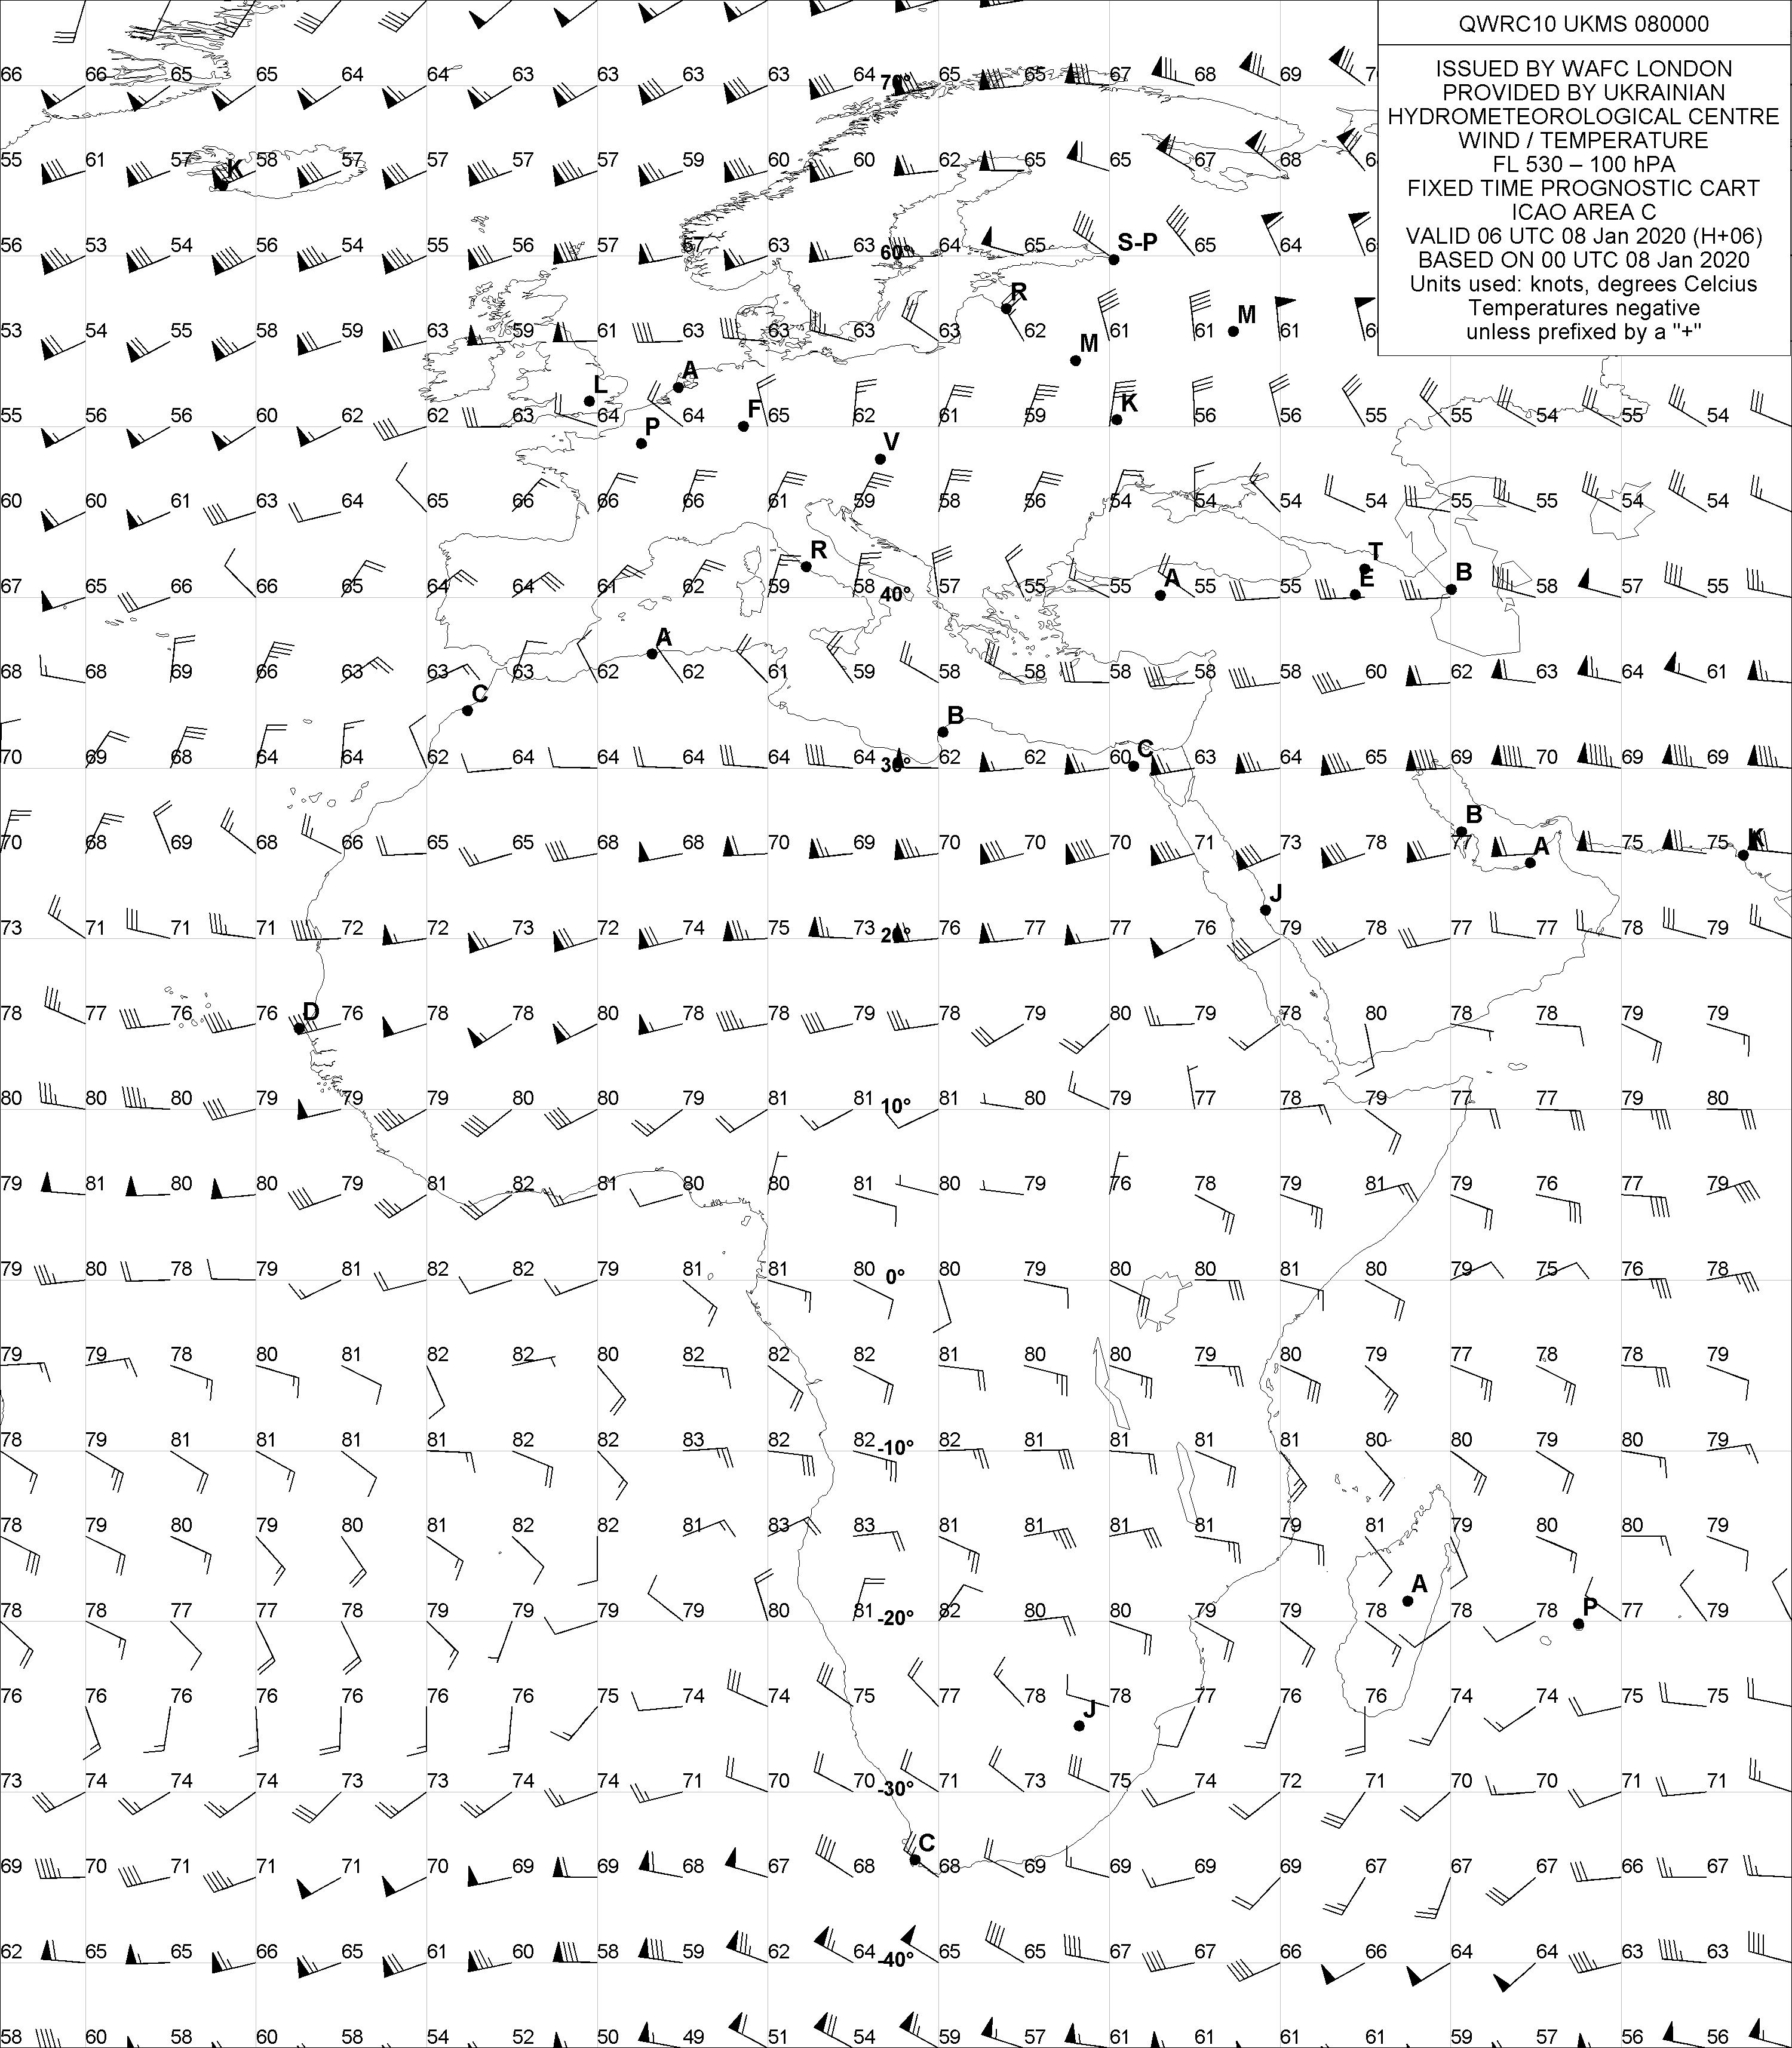 QWRC10 UKMS 080000
ISSUED BY WAFC LONDON
PROVIDED BY UKRAINIAN
HYDROMETEOROLOGICAL CENTRE
WIND / TEMPERATURE
FL 530 – 100 hPA
FIXED TIME PROGNOSTIC CART
ICAO AREA C
VALID 06 UTC 08 Jan 2020 (H+06)
BASED ON 00 UTC 08 Jan 2020
Units used: knots, degrees Celcius
Temperatures negative
unless prefixed by a "+"
66 66 65 65 64 64 63 63 63 63 64 70° 65 65 67 68 69
55 61 57 58 57 57 57 57 59 60 60 62 65 65 67 68
K
56 53 54 56 54 55 56 57 57 63 63 60° 64 65 S-P 65 64
R
53 54 55 58 59 63 59 61 63 63 63 63 62 61 61 61
M M
A
L
55 56 56 60 62 62 63 64 64 65 62 61 59 56 56 55 55 54 55 54
P F K
V
60 60 61 63 64 65 66 66 66 61 59 58 56 54 54 54 54 55 55 54 54
R T
67 65 66 66 65 64 64 61 62 59 58 40° 57 55 55 55 55 58 57 55
A E B
68 68 69 66 63 63 63 62 62 61 59 58 58 58 58 58 60 62 63 64 61
A
C B
70 69 68 64 64 62 64 64 64 64 64 30° 62 62 60 63 64 65 69 70 69 69
C
70 68 69 68 66 65 65 68 68 70 69 70 70 70 71 73 78 77 75 75
B A K
73 71 71 71 72 72 73 72 74 75 73 20° 76 77 77 76 79 78 77 77 78 79
J
78 77 76 76 76 78 78 80 78 78 79 78 79 80 79 78 80 78 78 79 79
D
80 80 80 79 79 79 80 80 79 81 81 10° 81 80 79 77 78 79 77 77 79 80
79 81 80 80 79 81 82 81 80 80 81 80 79 76 78 79 81 79 76 77 79
79 80 78 79 81 82 82 79 81 81 80 0° 80 79 80 80 81 80 79 75 76 78
79 79 78 80 81 82 82 80 82 82 82 81 80 80 79 80 79 77 78 78 79
78 79 81 81 81 81 82 82 83 82 82 -10° 82 81 81 81 81 80 80 79 80 79
78 79 80 79 80 81 82 82 81 83 83 81 81 81 81 79 81 79 80 80 79
A
78 78 77 77 78 79 79 79 79 80 81 -20° 82 80 80 79 79 78 78 78 77 79
P
76 76 76 76 76 76 76 75 74 74 75 77 78 78 77 76 76 74 74 75 75
J
73 74 74 74 73 73 74 74 71 70 70 -30° 71 73 75 74 72 71 70 70 71 71
C
69 70 71 71 71 70 69 69 68 67 68 68 69 69 69 69 67 67 67 66 67
62 65 65 66 65 61 60 58 59 62 64 -40° 65 65 67 67 66 66 64 64 63 63
58 60 58 60 58 54 52 50 49 51 54 59 57 61 61 61 61 59 57 56 56